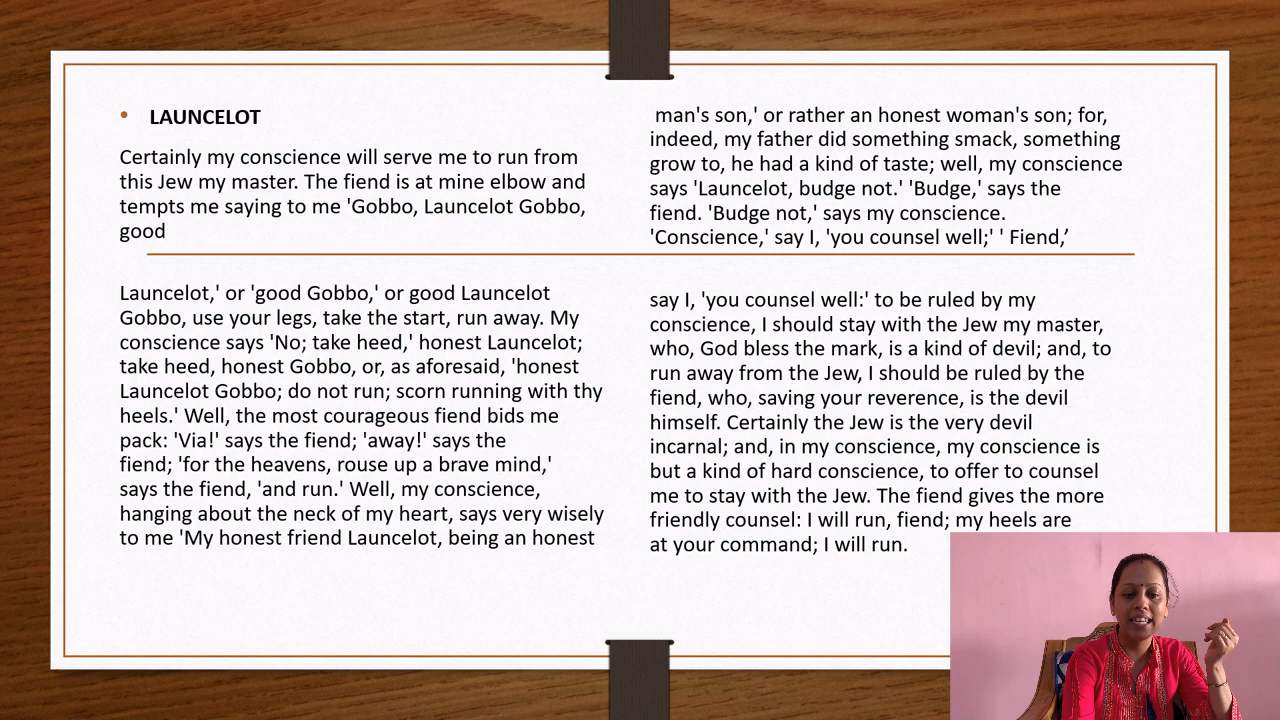 LAUNCELOT
Certainly my conscience will serve me to run from
this Jew my master. The fiend is at mine elbow and
tempts me saying to me 'Gobbo, Launcelot Gobbo,
good
Launcelot,' or 'good Gobbo,' or good Launcelot
Gobbo, use your legs, take the start, run away. My
conscience says 'No; take heed,' honest Launcelot;
take heed, honest Gobbo, or, as aforesaid, 'honest
Launcelot Gobbo; do not run; scorn running with thy
heels.' Well, the most courageous fiend bids me
pack: 'Via!' says the fiend; 'away!' says the
fiend; 'for the heavens, rouse up a brave mind,'
says the fiend, 'and run.' Well, my conscience,
hanging about the neck of my heart, says very wisely
to me 'My honest friend Launcelot, being an honest
man's son,' or rather an honest woman's son; for,
indeed, my father did something smack, something
grow to, he had a kind of taste; well, my conscience
says 'Launcelot, budge not.' 'Budge,' says the
fiend. 'Budge not,' says my conscience.
'Conscience,' say I, 'you counsel well;' ' Fiend,’
say I, 'you counsel well:' to be ruled by my
conscience, I should stay with the Jew my master,
who, God bless the mark, is a kind of devil; and, to
run away from the Jew, I should be ruled by the
fiend, who, saving your reverence, is the devil
himself. Certainly the Jew is the very devil
incarnal; and, in my conscience, my conscience is
but a kind of hard conscience, to offer to counsel
me to stay with the Jew. The fiend gives the more
friendly counsel: I will run, fiend; my heels are
at your command; I will run.